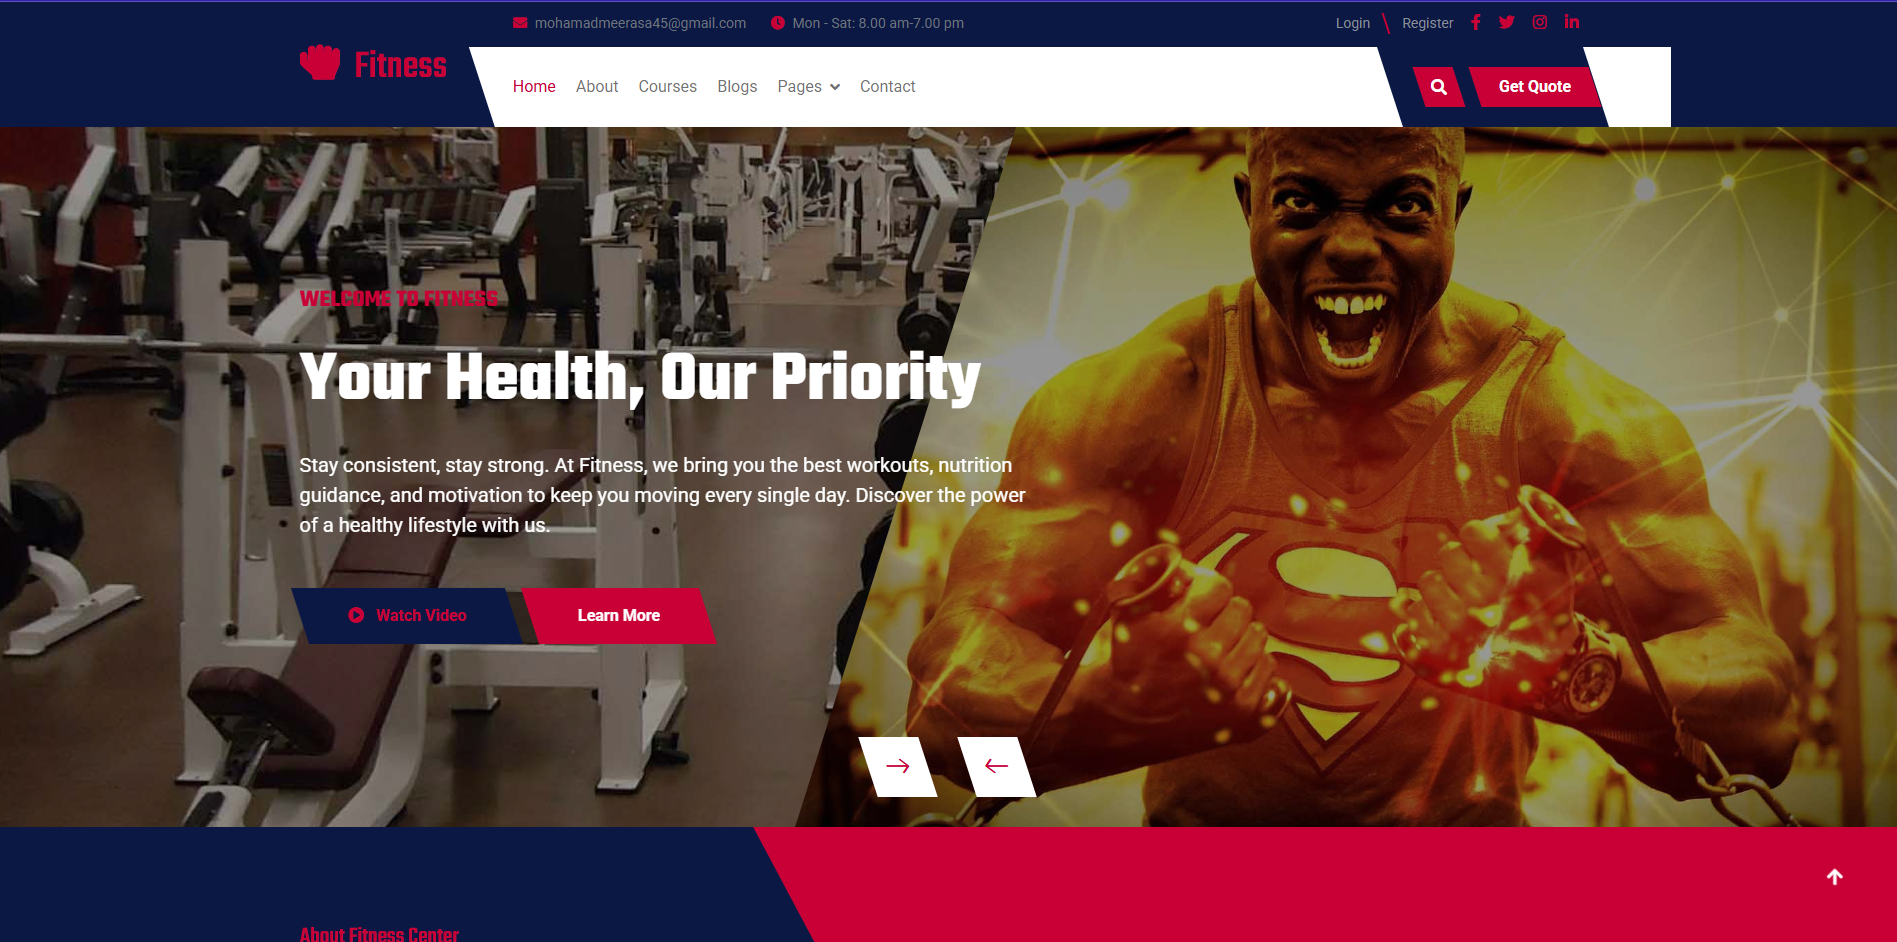 mohamadmeerasa45@gmail.com
Mon - Sat: 8.00 am-7.00 pm
Login
Register
Fitness
Home
About
Courses
Blogs
Pages
Contact
Get Quote
WELCOME TO FITNESS
Your Health, Our Priority
Stay consistent, stay strong. At Fitness, we bring you the best workouts, nutrition
guidance, and motivation to keep you moving every single day. Discover the power
of a healthy lifestyle with us.
Watch Video
Learn More
About Fitness Center